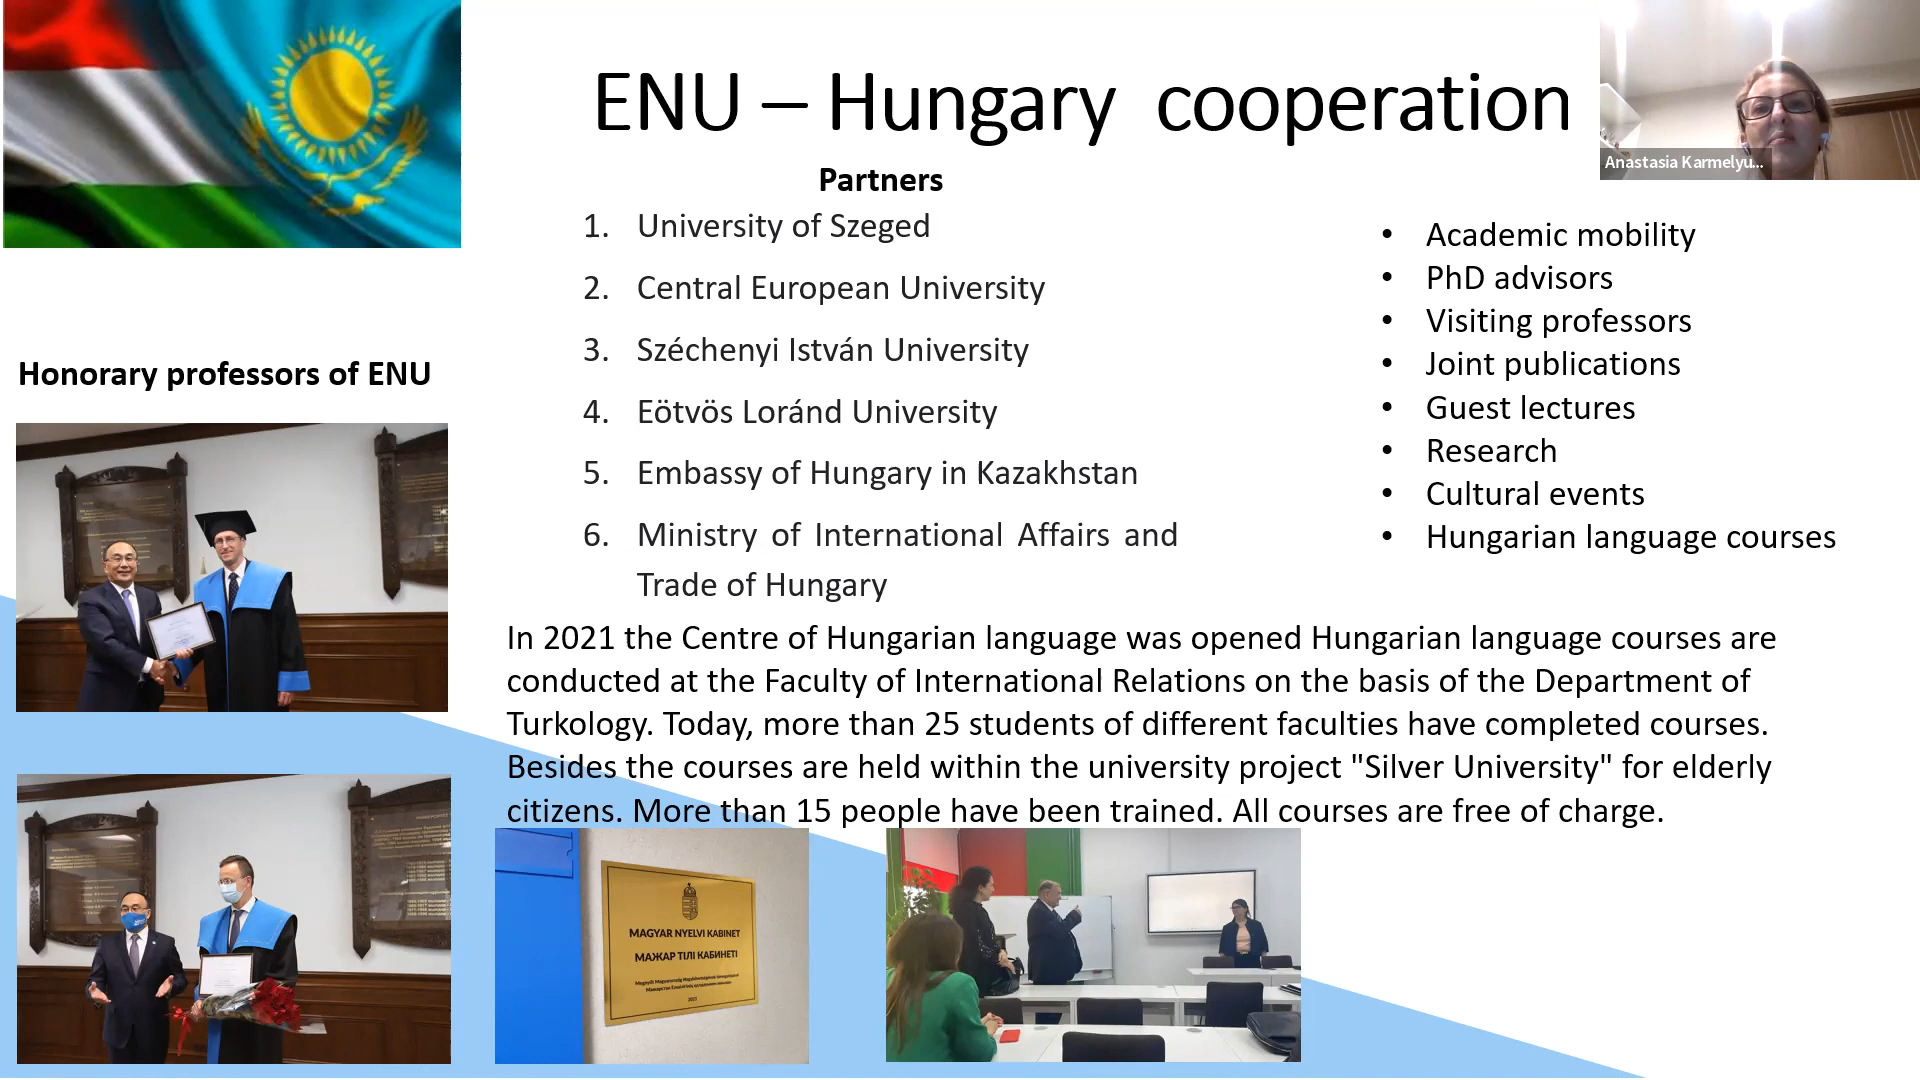 ENU – Hungary cooperation
Anastasia Karmelyu...
Partners
1. University of Szeged
2. Central European University
3. Széchenyi István University
4. Eötvös Loránd University
5. Embassy of Hungary in Kazakhstan
6. Ministry of International Affairs and
Trade of Hungary
• Academic mobility
• PhD advisors
• Visiting professors
• Joint publications
• Guest lectures
• Research
• Cultural events
• Hungarian language courses
Honorary professors of ENU
In 2021 the Centre of Hungarian language was opened Hungarian language courses are
conducted at the Faculty of International Relations on the basis of the Department of
Turkology. Today, more than 25 students of different faculties have completed courses.
Besides the courses are held within the university project "Silver University" for elderly
citizens. More than 15 people have been trained. All courses are free of charge.
MAGYAR NYELVI KABINET
МАЖАР ТІЛІ КАБИНЕТІ